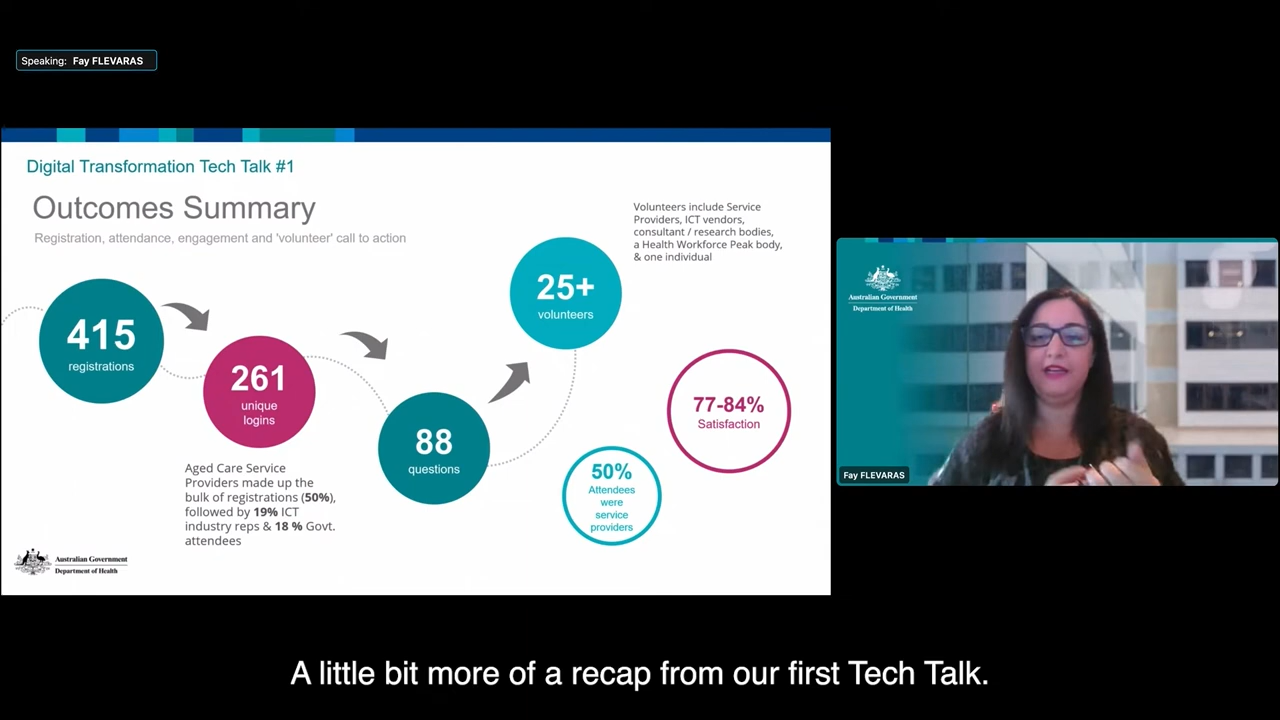 Speaking: Fay FLEVARAS
Digital Transformation Tech Talk #1
Outcomes Summary
Registration, attendance, engagement and 'volunteer' call to action
415
registrations
261
unique
logins
Aged Care Service
Providers made up the
bulk of registrations (50%),
followed by 19% ICT
industry reps & 18 % Govt.
attendees
88
questions
25+
volunteers
Volunteers include Service
Providers, ICT vendors,
consultant / research bodies,
a Health Workforce Peak body,
& one individual
77-84%
Satisfaction
50%
Attendees
were
service
providers
Australian Government
Department of Health
Australian Government
Department of Health
Fay FLEVARAS
A little bit more of a recap from our first Tech Talk.